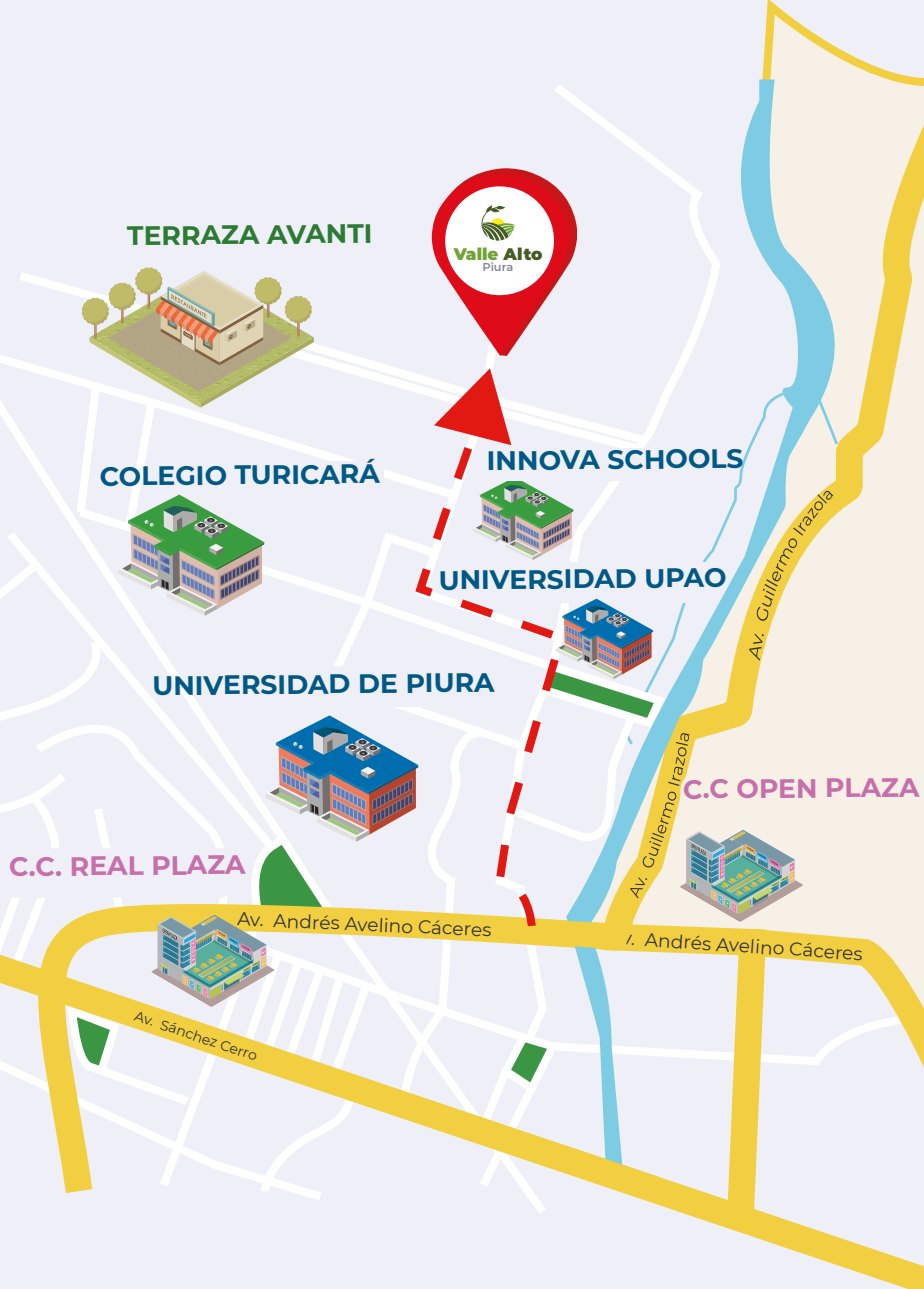 Valle Alto
Piura
TERRAZA AVANTI
RESTAURANTE
INNOVA SCHOOLS
COLEGIO TURICARÁ
Av. Guillermo Irazola
UNIVERSIDAD UPAO
UNIVERSIDAD DE PIURA
Av. Guillermo Irazola
C.C OPEN PLAZA
C.C. REAL PLAZA
Av. Andrés Avelino Cáceres
/. Andrés Avelino Cáceres
Av. Sánchez Cerro